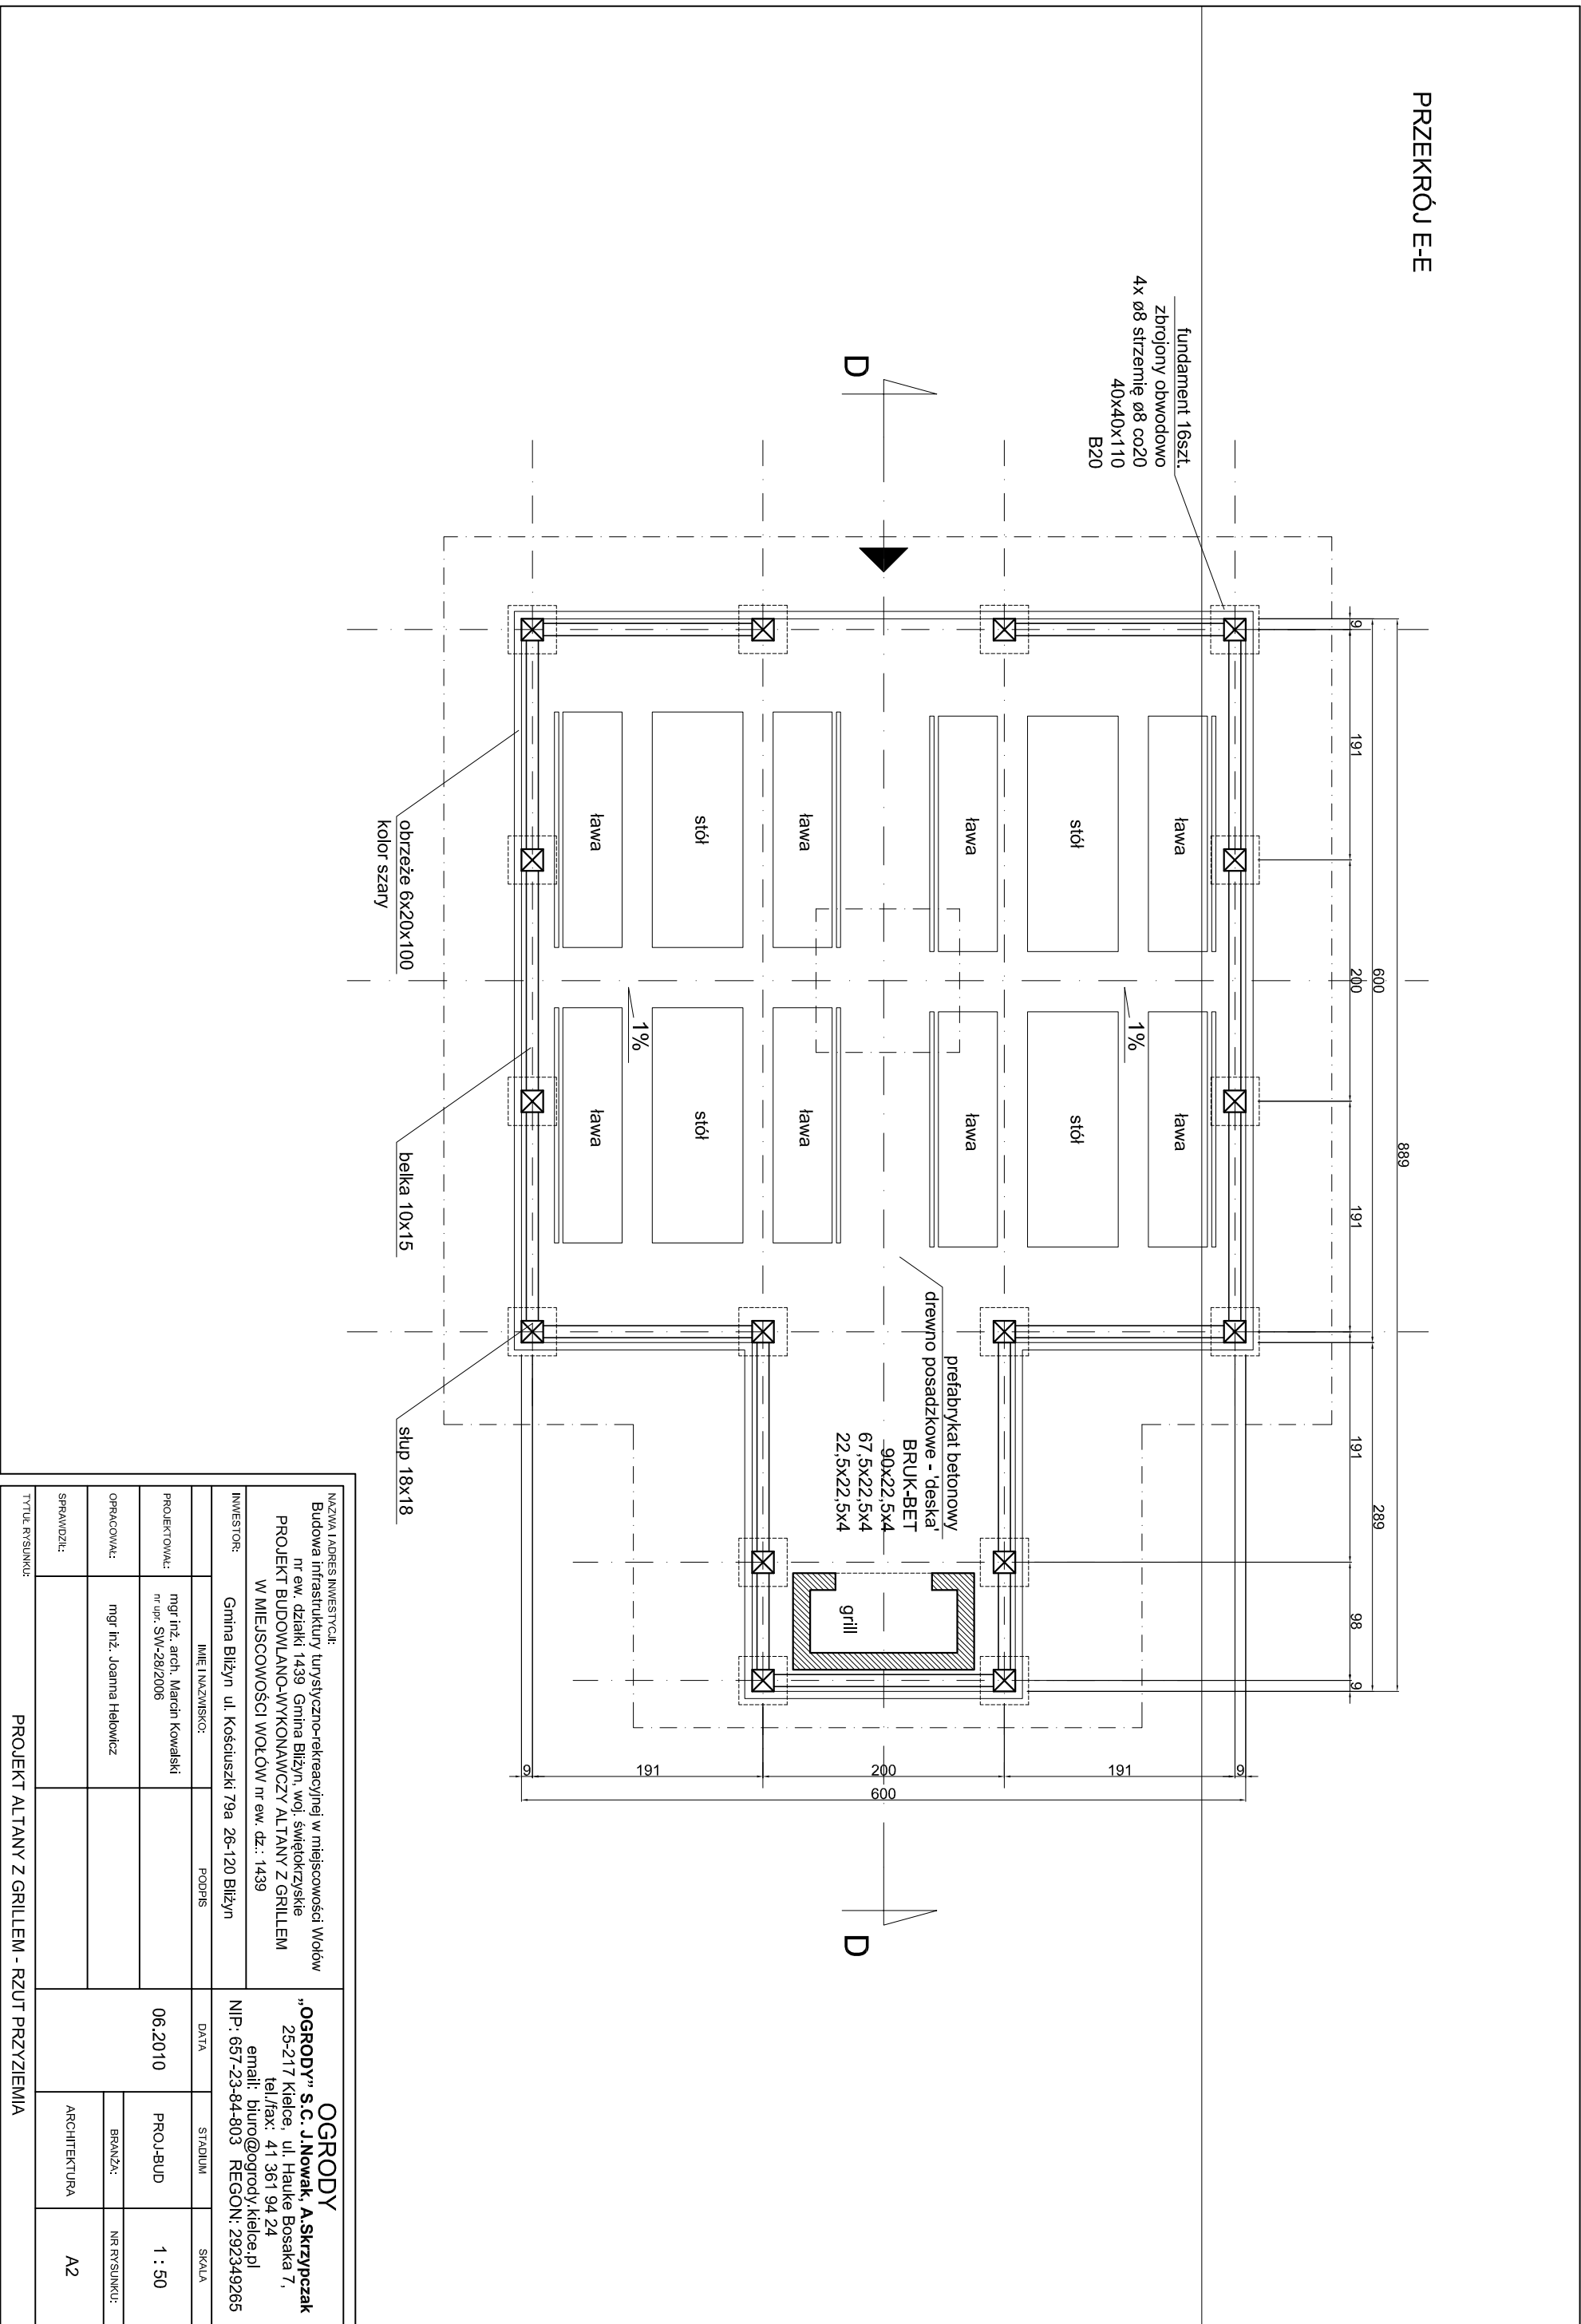 PRZEKRÓJ E-E
fundament 16szt.
zbrojony obwodowo
4x ø8 strzemię ø8 co20
40x40x110
B20
D
D
889
600
289
9
191
200
191
191
98
9
ława
stół
ława
ława
stół
ława
ława
stół
ława
ława
stół
ława
1%
1%
prefabrykat betonowy
drewno posadzkowe - 'deska'
BRUK-BET
90x22,5x4
67,5x22,5x4
22,5x22,5x4
grill
9
191
200
191
9
600
obrzeże 6x20x100
kolor szary
belka 10x15
słup 18x18
NAZWA I ADRES INWESTYCJI:
Budowa infrastruktury turystyczno-rekreacyjnej w miejscowości Wołów
nr ew. działki 1439 Gmina Bliżyn, woj. świętokrzyskie
PROJEKT BUDOWLANO-WYKONAWCZY ALTANY Z GRILLEM
W MIEJSCOWOŚCI WOŁÓW nr ew. dz.: 1439
INWESTOR:
Gmina Bliżyn ul. Kościuszki 79a 26-120 Bliżyn
OGRODY
„OGRODY” S.C. J.Nowak, A.Skrzypczak
25-217 Kielce, ul. Hauke Bosaka 7,
tel./fax: 41 361 94 24
email: biuro@ogrody.kielce.pl
NIP: 657-23-84-803 REGON: 292349265
IMIĘ I NAZWISKO:
PODPIS
DATA
STADIUM
SKALA
PROJEKTOWAŁ:
mgr inż. arch. Marcin Kowalski
nr upr. SW-28/2006
06.2010
PROJ-BUD
1 : 50
OPRACOWAŁ:
mgr inż. Joanna Helowicz
BRANŻA:
NR RYSUNKU:
SPRAWDZIŁ:
ARCHITEKTURA
A2
TYTUŁ RYSUNKU:
PROJEKT ALTANY Z GRILLEM - RZUT PRZYZIEMIA